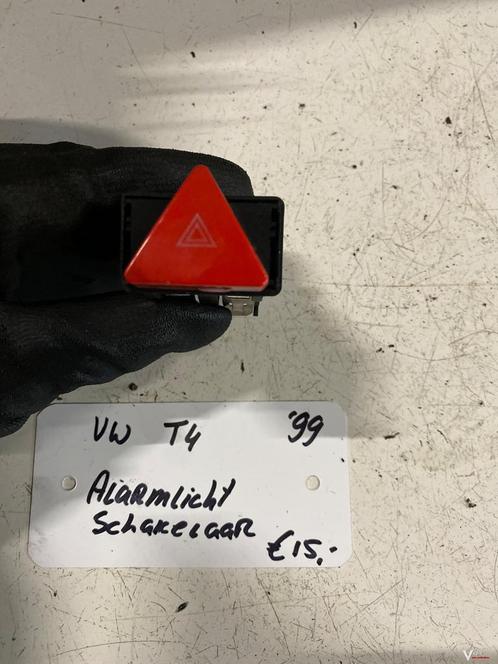 VW T4 '99
Alarmlicht
Schakelaar
€15,-